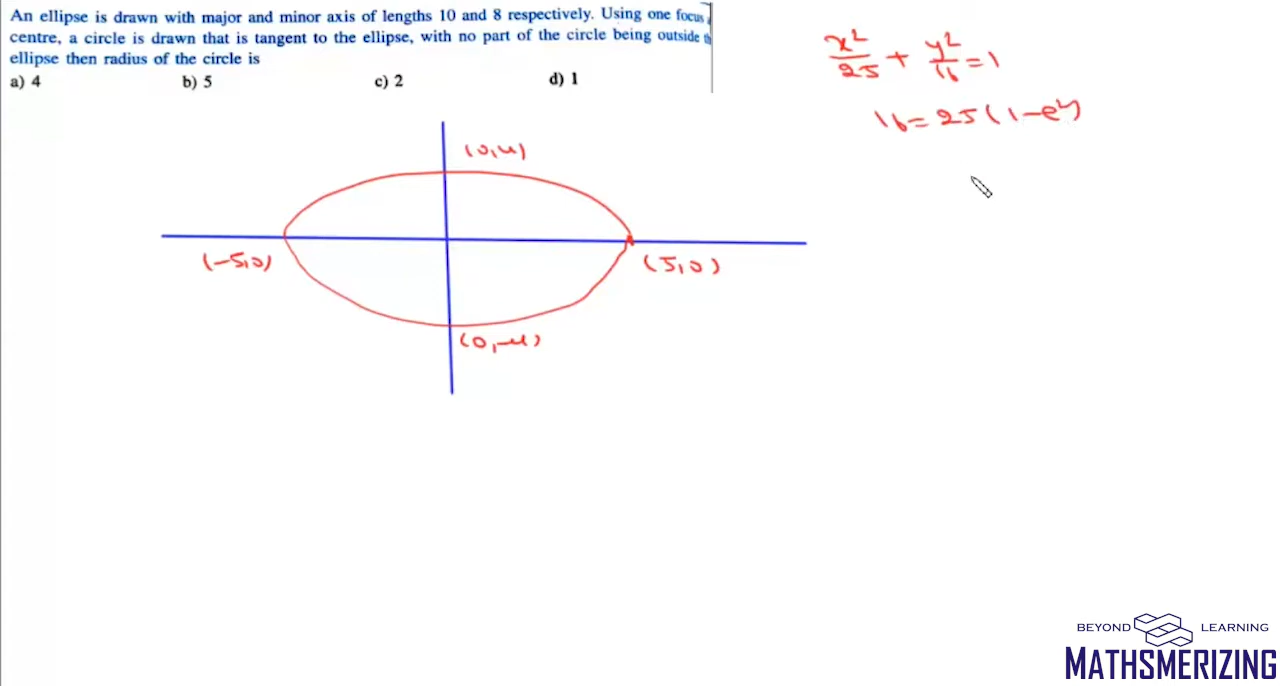 An ellipse is drawn with major and minor axis of lengths 10 and 8 respectively. Using one focus
centre, a circle is drawn that is tangent to the ellipse, with no part of the circle being outside
ellipse then radius of the circle is
a) 4 b) 5 c) 2 d) 1
x²/25 + y²/16 = 1
16 = 25(1-e²)
(0,4)
(-5,0) (5,0)
(0,-4)
BEYOND LEARNING
MATHSMERIZING